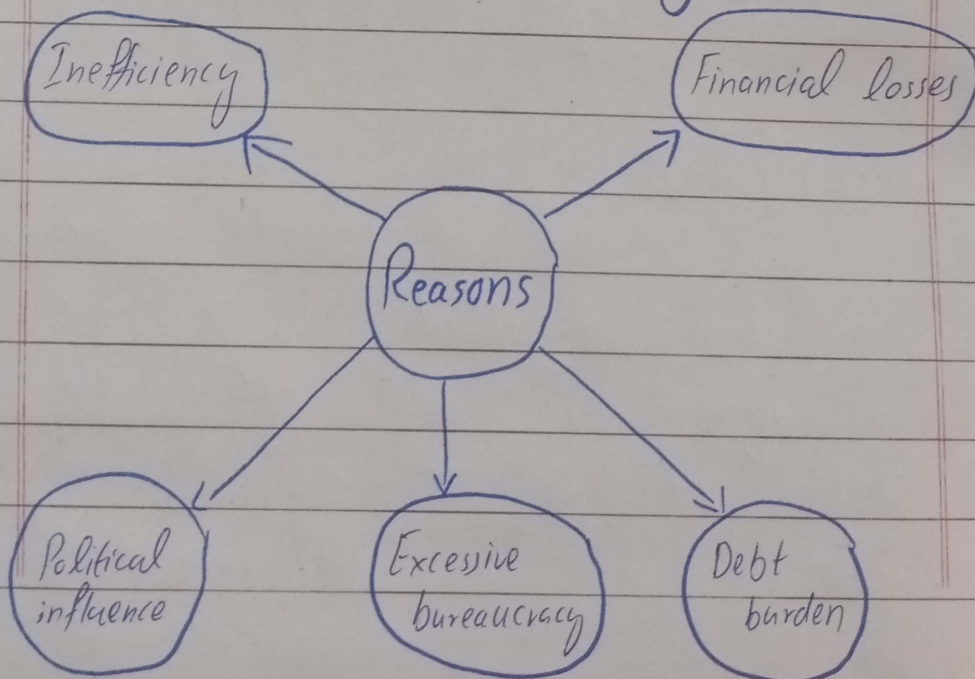 Inefficiency
Financial losses
Reasons
Political
influence
Excessive
bureaucracy
Debt
burden